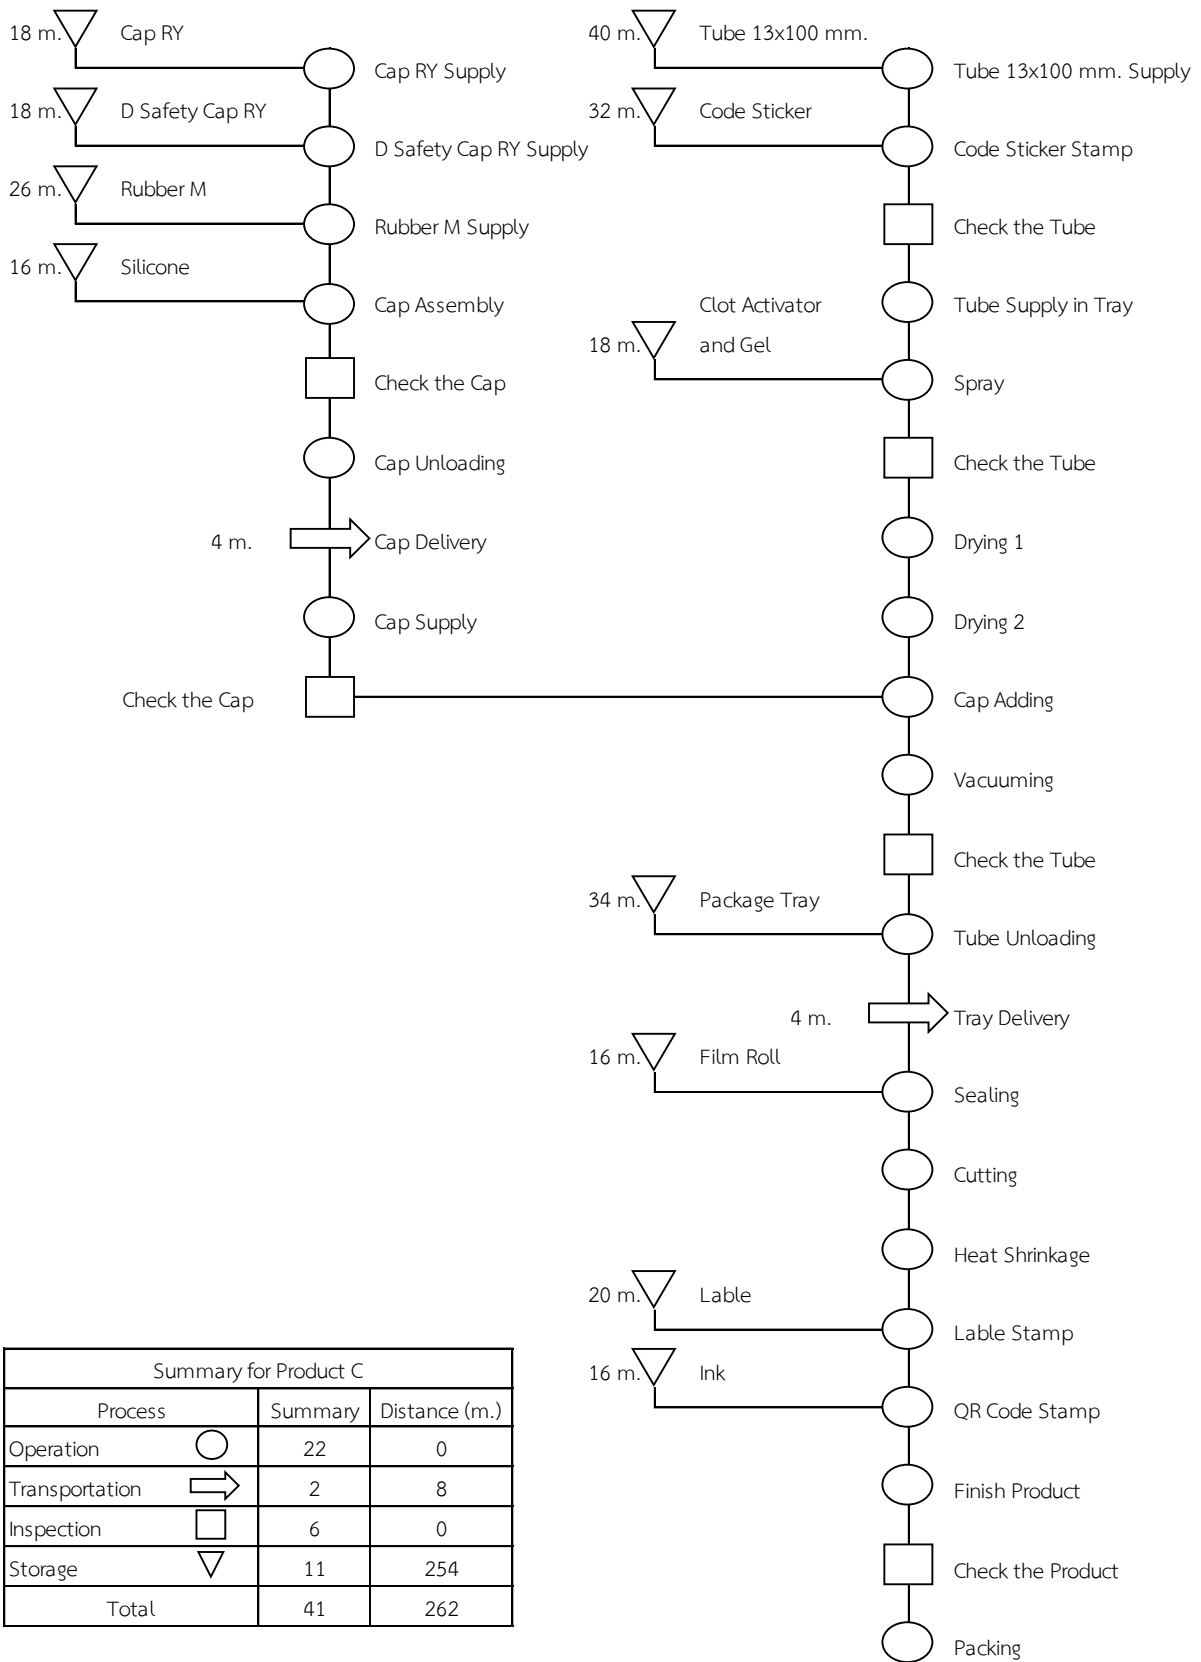 18 m. Cap RY
Cap RY Supply
18 m. D Safety Cap RY
D Safety Cap RY Supply
26 m. Rubber M
Rubber M Supply
16 m. Silicone
Cap Assembly
Check the Cap
Cap Unloading
4 m. Cap Delivery
Cap Supply
Check the Cap
40 m. Tube 13x100 mm.
Tube 13x100 mm. Supply
32 m. Code Sticker
Code Sticker Stamp
Check the Tube
Tube Supply in Tray
Clot Activator
18 m. and Gel
Spray
Check the Tube
Drying 1
Drying 2
Cap Adding
Vacuuming
Check the Tube
34 m. Package Tray
Tube Unloading
4 m. Tray Delivery
16 m. Film Roll
Sealing
Cutting
Heat Shrinkage
20 m. Lable
Lable Stamp
16 m. Ink
QR Code Stamp
Finish Product
Check the Product
Packing
Summary for Product C
Process Summary Distance (m.)
Operation 22 0
Transportation 2 8
Inspection 6 0
Storage 11 254
Total 41 262